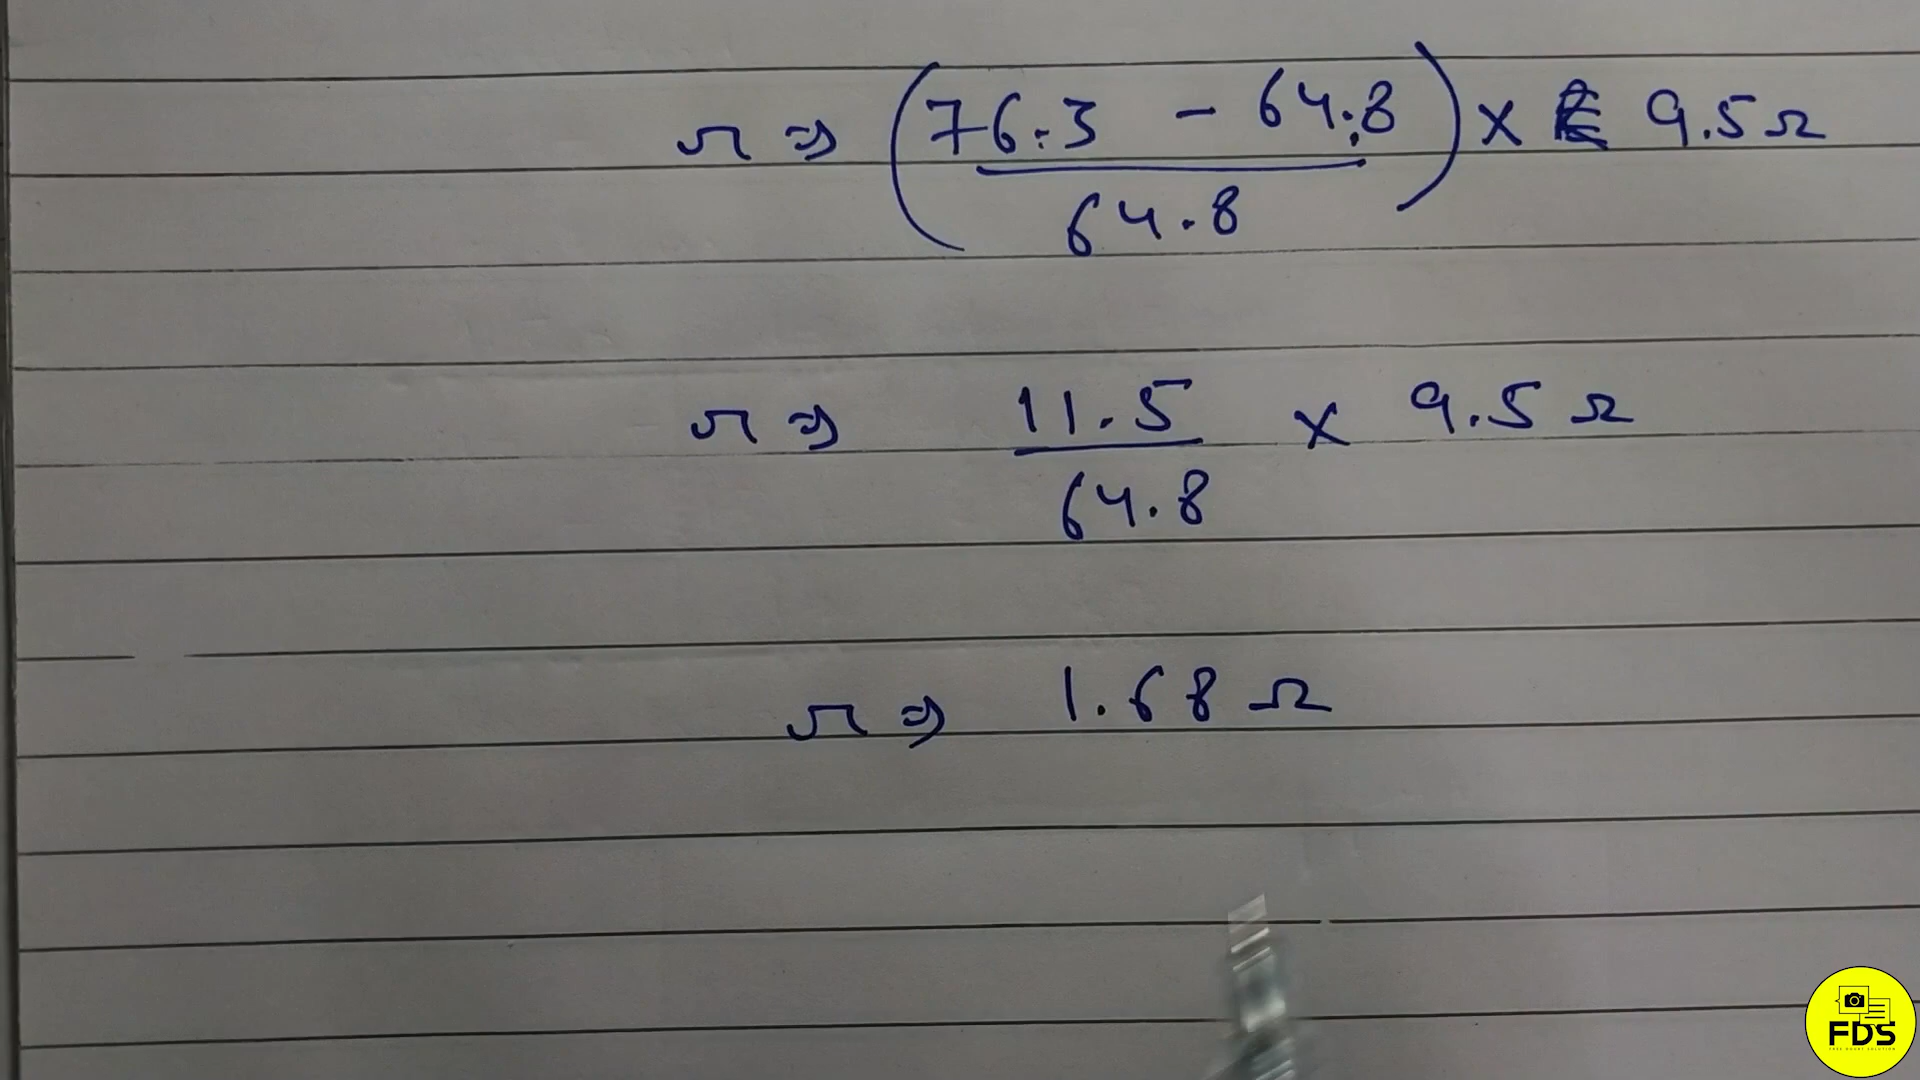 r ⇒ (76.3 - 64.8 / 64.8) × 9.5 Ω
r ⇒ 11.5 / 64.8 × 9.5 Ω
r ⇒ 1.68 Ω
FDS